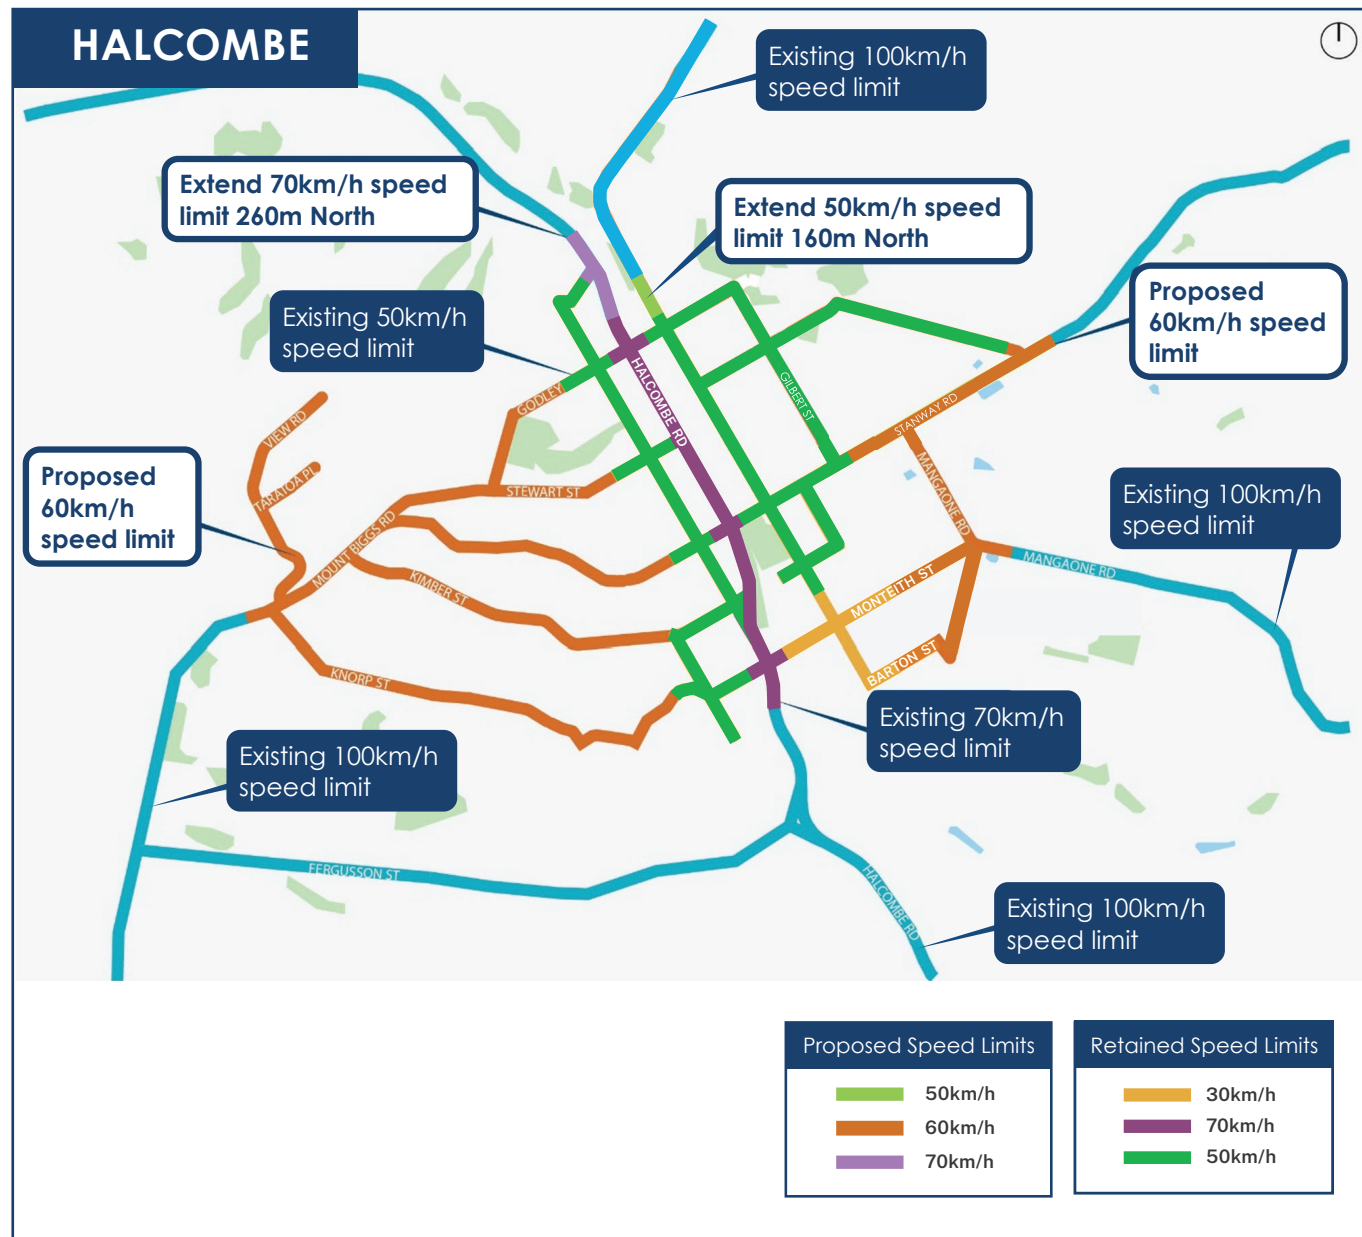 HALCOMBE
Existing 100km/h
speed limit
Extend 70km/h speed
limit 260m North
Extend 50km/h speed
limit 160m North
Proposed
60km/h speed
limit
Existing 50km/h
speed limit
HALCOMBE RD
GILBERT ST
GODLEY
STANWAY RD
VIEW RD
TARATOA PL
STEWART ST
MANGAONE RD
Proposed
60km/h
speed limit
Existing 100km/h
speed limit
MOUNT BIGGS RD
KIMBER ST
MONTEITH ST
MANGAONE RD
BARTON ST
KNORP ST
Existing 70km/h
speed limit
Existing 100km/h
speed limit
FERGUSSON ST
HALCOMBE RD
Existing 100km/h
speed limit
Proposed Speed Limits
50km/h
60km/h
70km/h
Retained Speed Limits
30km/h
70km/h
50km/h